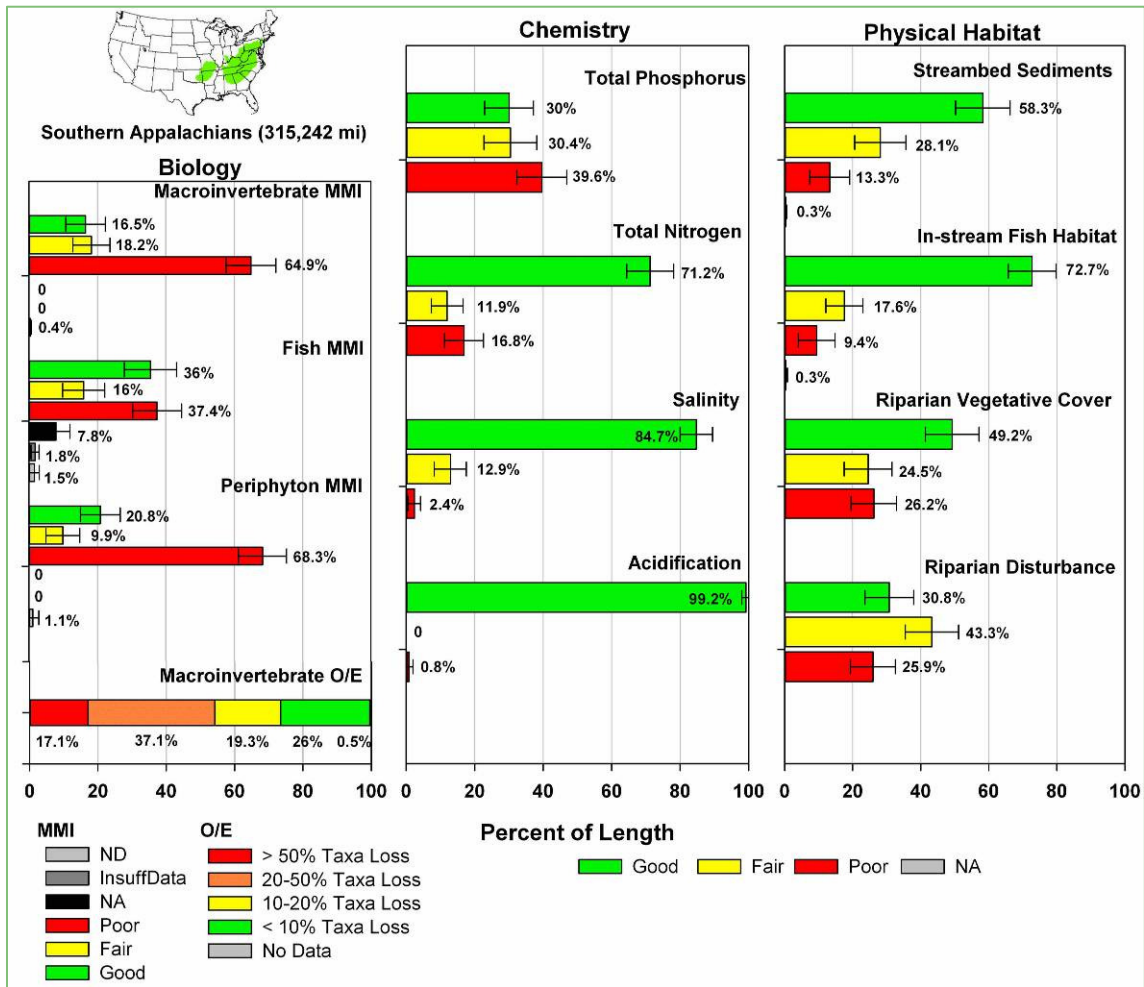 Southern Appalachians (315,242 mi)
Biology
Macroinvertebrate MMI
16.5%
18.2%
64.9%
0
0
0.4%
Fish MMI
36%
16%
37.4%
7.8%
1.8%
1.5%
Periphyton MMI
20.8%
9.9%
68.3%
0
0
1.1%
Macroinvertebrate O/E
17.1% 37.1% 19.3% 26% 0.5%
0 20 40 60 80 100
Chemistry
Total Phosphorus
30%
30.4%
39.6%
Total Nitrogen
71.2%
11.9%
16.8%
Salinity
84.7%
12.9%
2.4%
Acidification
99.2%
0
0.8%
0 20 40 60 80 100
Physical Habitat
Streambed Sediments
58.3%
28.1%
13.3%
0.3%
In-stream Fish Habitat
72.7%
17.6%
9.4%
0.3%
Riparian Vegetative Cover
49.2%
24.5%
26.2%
Riparian Disturbance
30.8%
43.3%
25.9%
0 20 40 60 80 100
Percent of Length
MMI
ND
InsuffData
NA
Poor
Fair
Good
O/E
> 50% Taxa Loss
20-50% Taxa Loss
10-20% Taxa Loss
< 10% Taxa Loss
No Data
Good Fair Poor NA